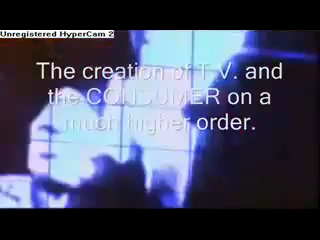 Unregistered HyperCam 2
The creation of T.V. and
the CONSUMER on a
much higher order.